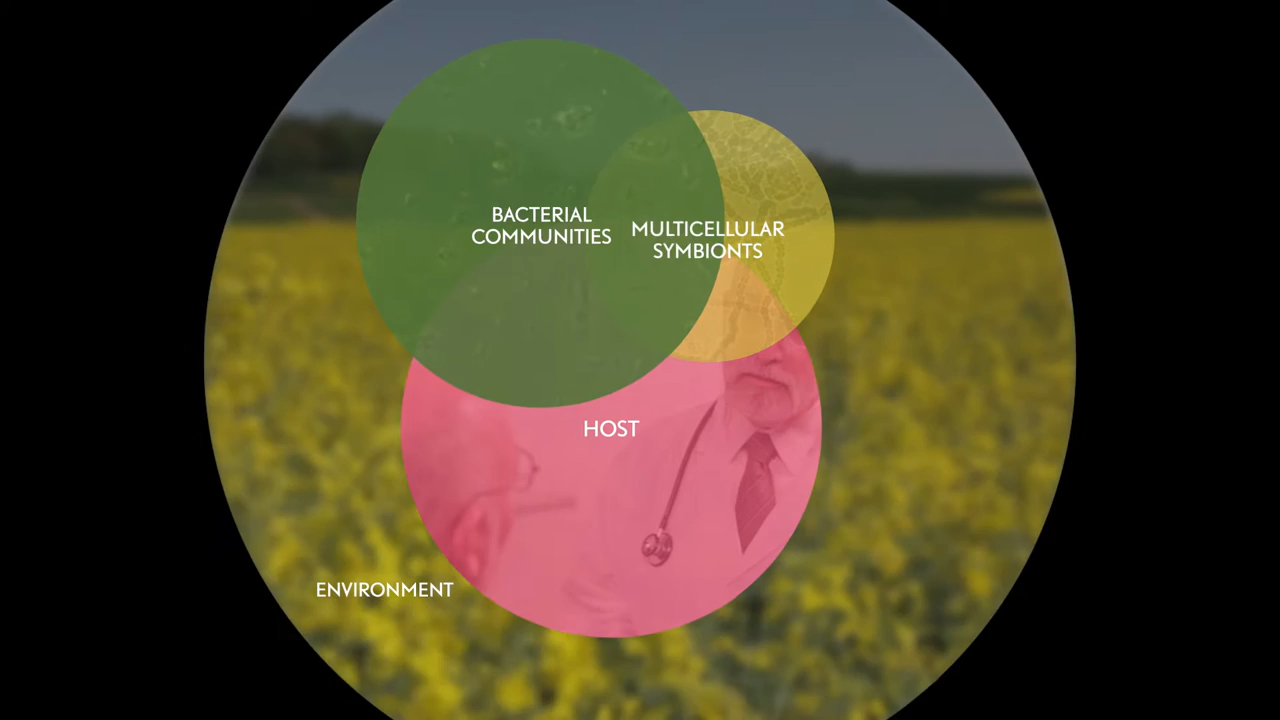 BACTERIAL
COMMUNITIES
MULTICELLULAR
SYMBIONTS
HOST
ENVIRONMENT